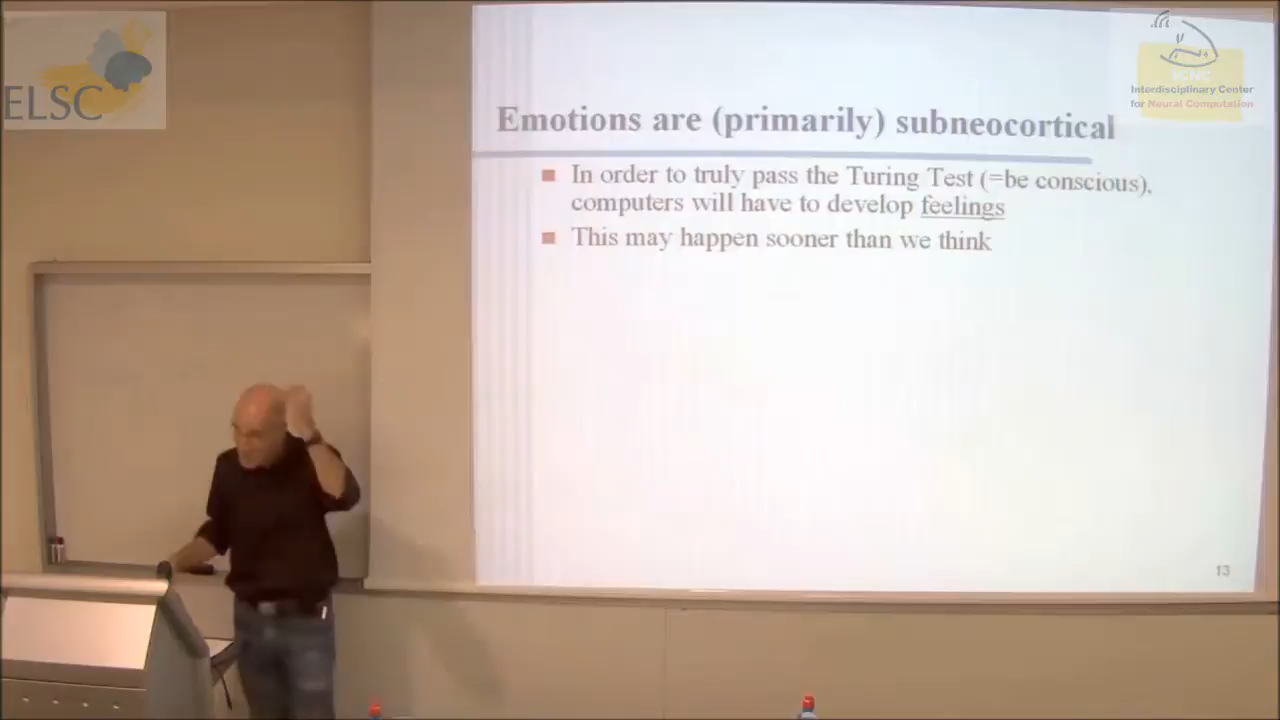 ELSC
ICNC
Interdisciplinary Center
for Neural Computation
Emotions are (primarily) subneocortical
In order to truly pass the Turing Test (=be conscious),
computers will have to develop feelings
This may happen sooner than we think
13